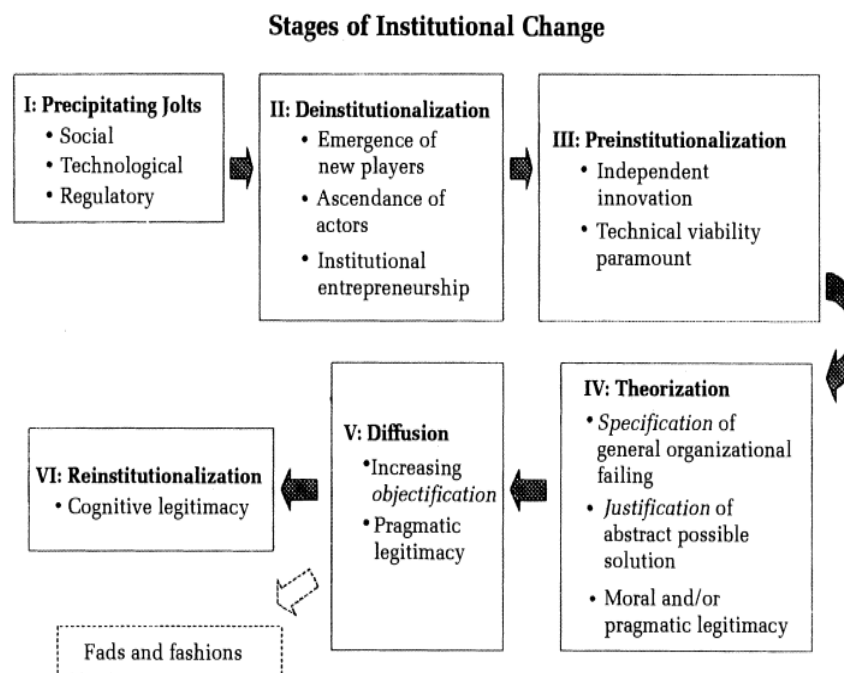 Stages of Institutional Change
I: Precipitating Jolts
• Social
• Technological
• Regulatory
II: Deinstitutionalization
• Emergence of
new players
• Ascendance of
actors
• Institutional
entrepreneurship
III: Preinstitutionalization
• Independent
innovation
• Technical viability
paramount
IV: Theorization
• Specification of
general organizational
failing
• Justification of
abstract possible
solution
• Moral and/or
pragmatic legitimacy
V: Diffusion
•Increasing
objectification
• Pragmatic
legitimacy
VI: Reinstitutionalization
• Cognitive legitimacy
Fads and fashions